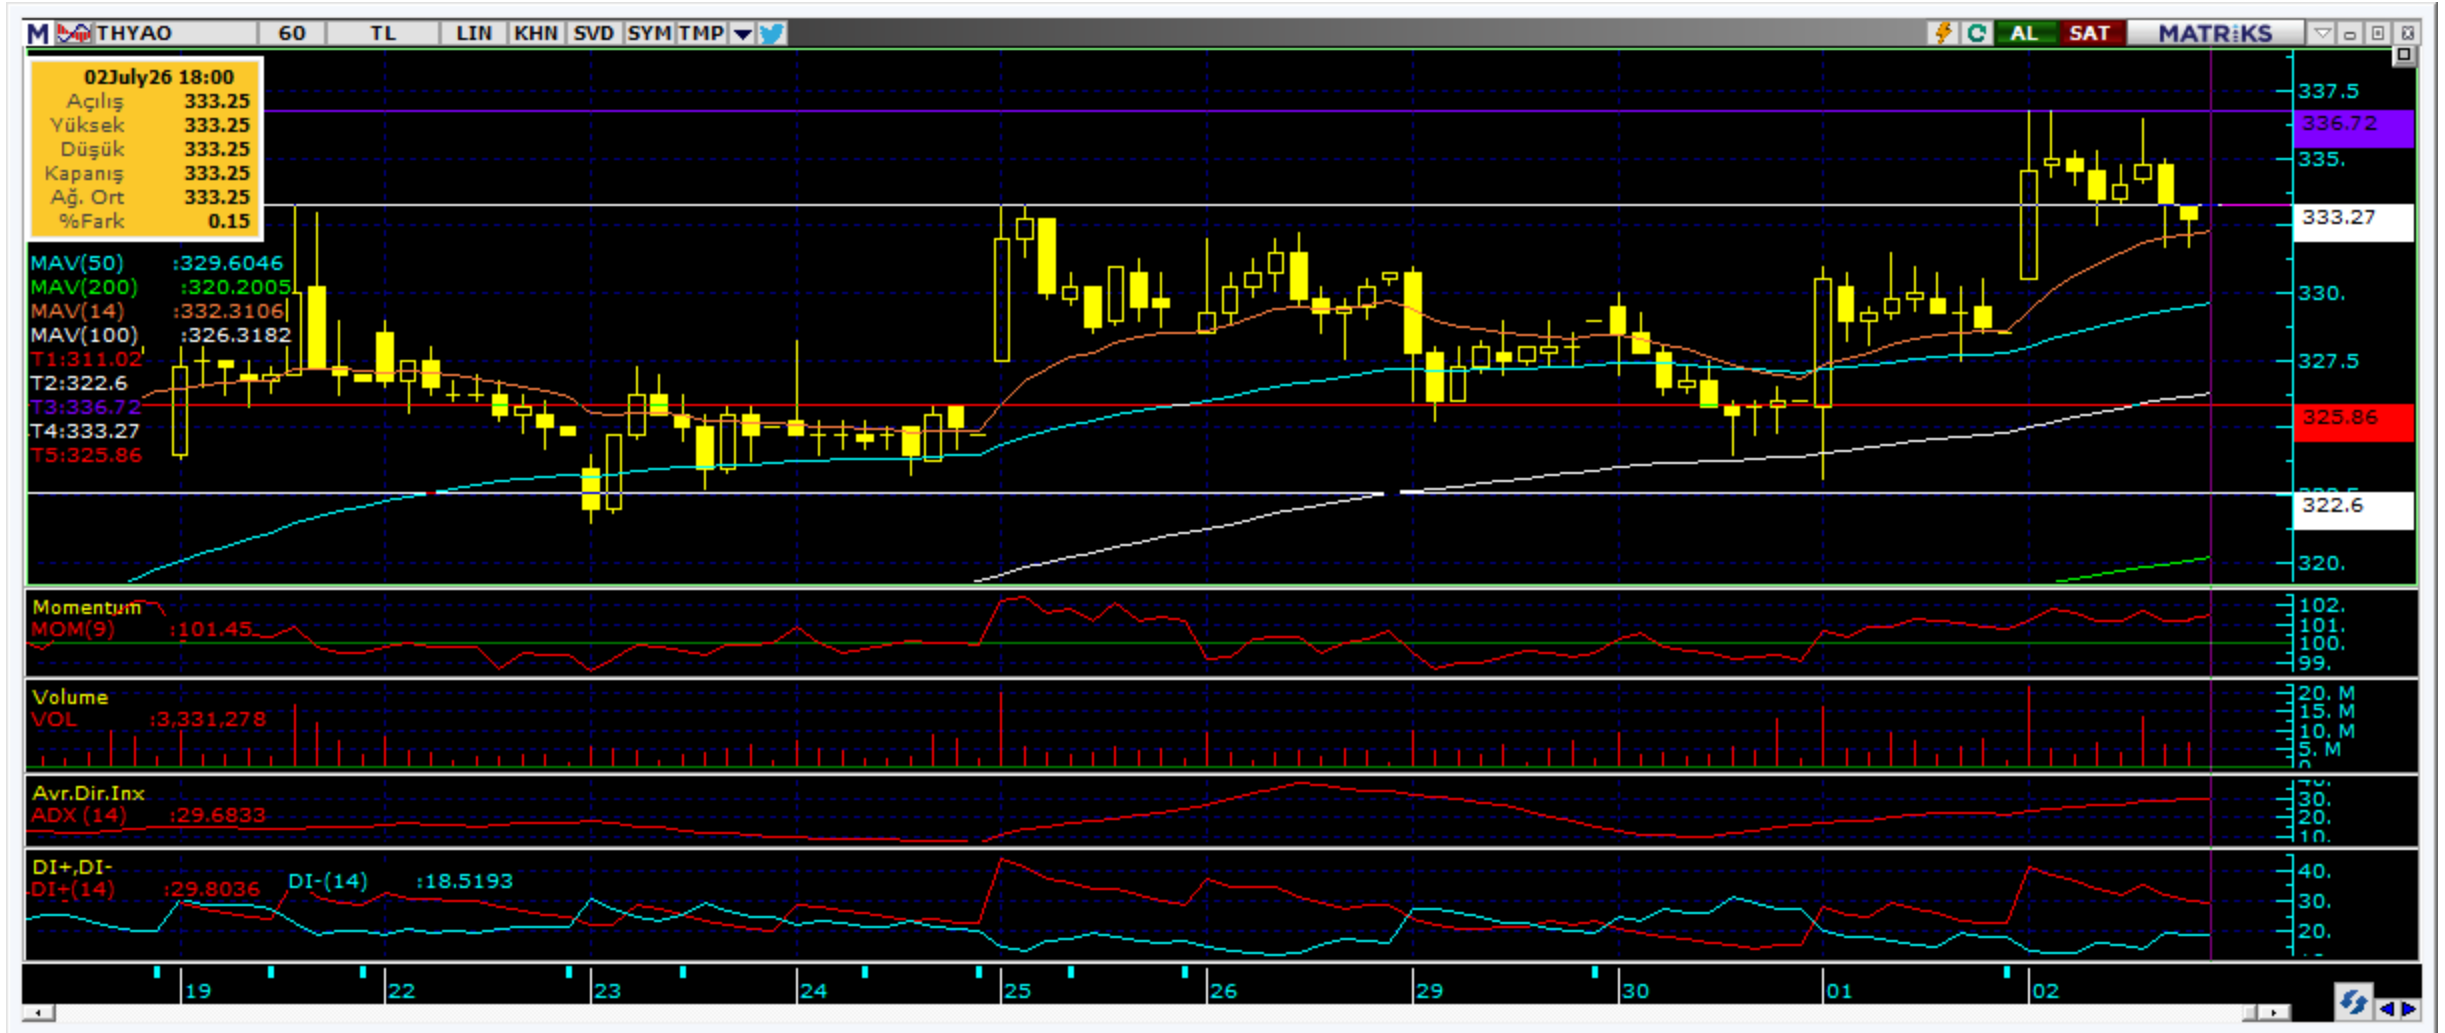 M THYAO 60 TL LIN KHN SVD SYM TMP AL SAT MATRiKS
02July26 18:00
Açılış 333.25
Yüksek 333.25
Düşük 333.25
Kapanış 333.25
Ağ. Ort 333.25
%Fark 0.15
MAV(50) :329.6046
MAV(200) :320.2005
MAV(14) :332.3106
MAV(100) :326.3182
T1:311.02
T2:322.6
T3:336.72
T4:333.27
T5:325.86
337.5
336.72
335.
333.27
330.
327.5
325.86
322.6
320.
Momentum
MOM(9) :101.45
102.
101.
100.
99.
Volume
VOL :3,331,278
20. M
15. M
10. M
5. M
0
Avr.Dir.Inx
ADX (14) :29.6833
40.
30.
20.
10.
DI+,DI-
DI+(14) :29.8036 DI-(14) :18.5193
40.
30.
20.
19 22 23 24 25 26 29 30 01 02